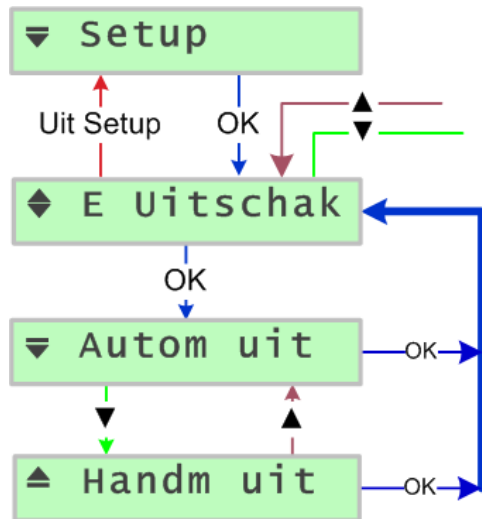 Setup
Uit Setup
OK
▲
▼
E Uitschak
OK
Autom uit
OK
▼
▲
Handm uit
OK